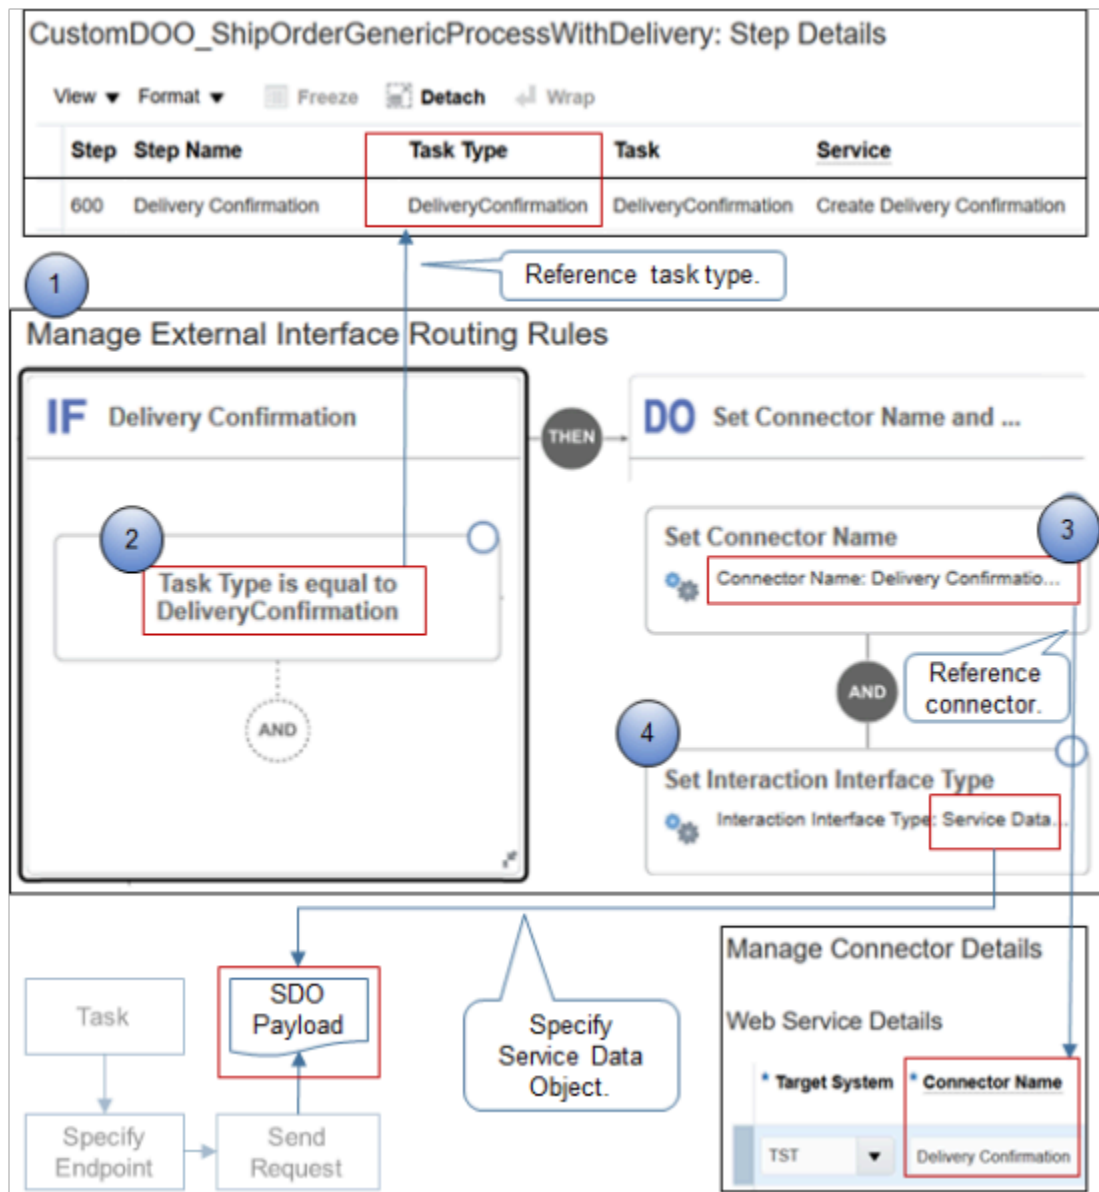 CustomDOO_ShipOrderGenericProcessWithDelivery: Step Details
View Format Freeze Detach Wrap
Step Step Name Task Type Task Service
600 Delivery Confirmation DeliveryConfirmation DeliveryConfirmation Create Delivery Confirmation
1
Reference task type.
Manage External Interface Routing Rules
IF Delivery Confirmation
THEN
DO Set Connector Name and ...
2
Task Type is equal to
DeliveryConfirmation
AND
3
Set Connector Name
Connector Name: Delivery Confirmatio...
Reference
connector.
AND
4
Set Interaction Interface Type
Interaction Interface Type: Service Data...
Task
SDO
Payload
Specify
Endpoint
Send
Request
Specify
Service Data
Object.
Manage Connector Details
Web Service Details
* Target System * Connector Name
TST Delivery Confirmation